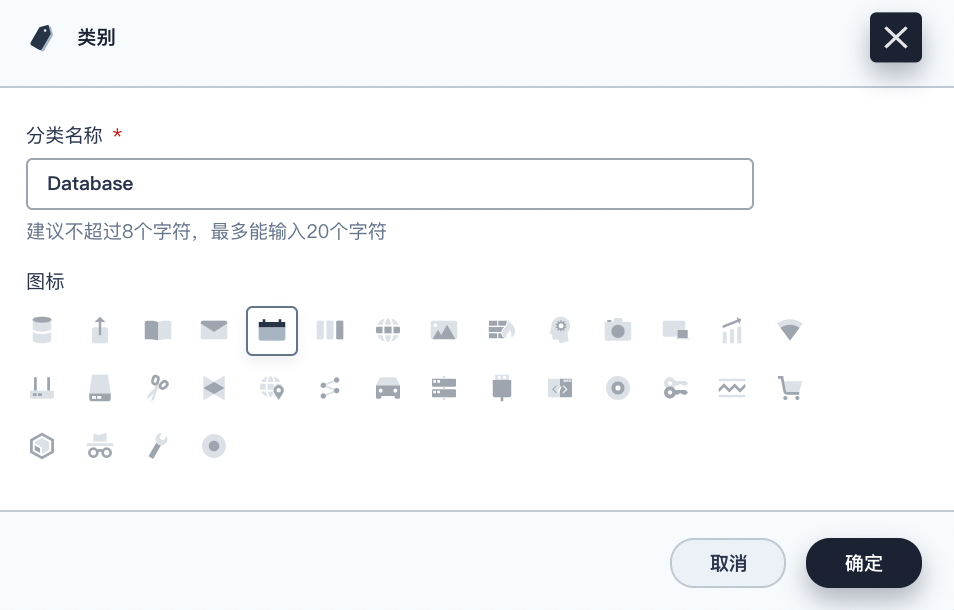 类别
分类名称 *
Database
建议不超过8个字符，最多能输入20个字符
图标
取消
确定